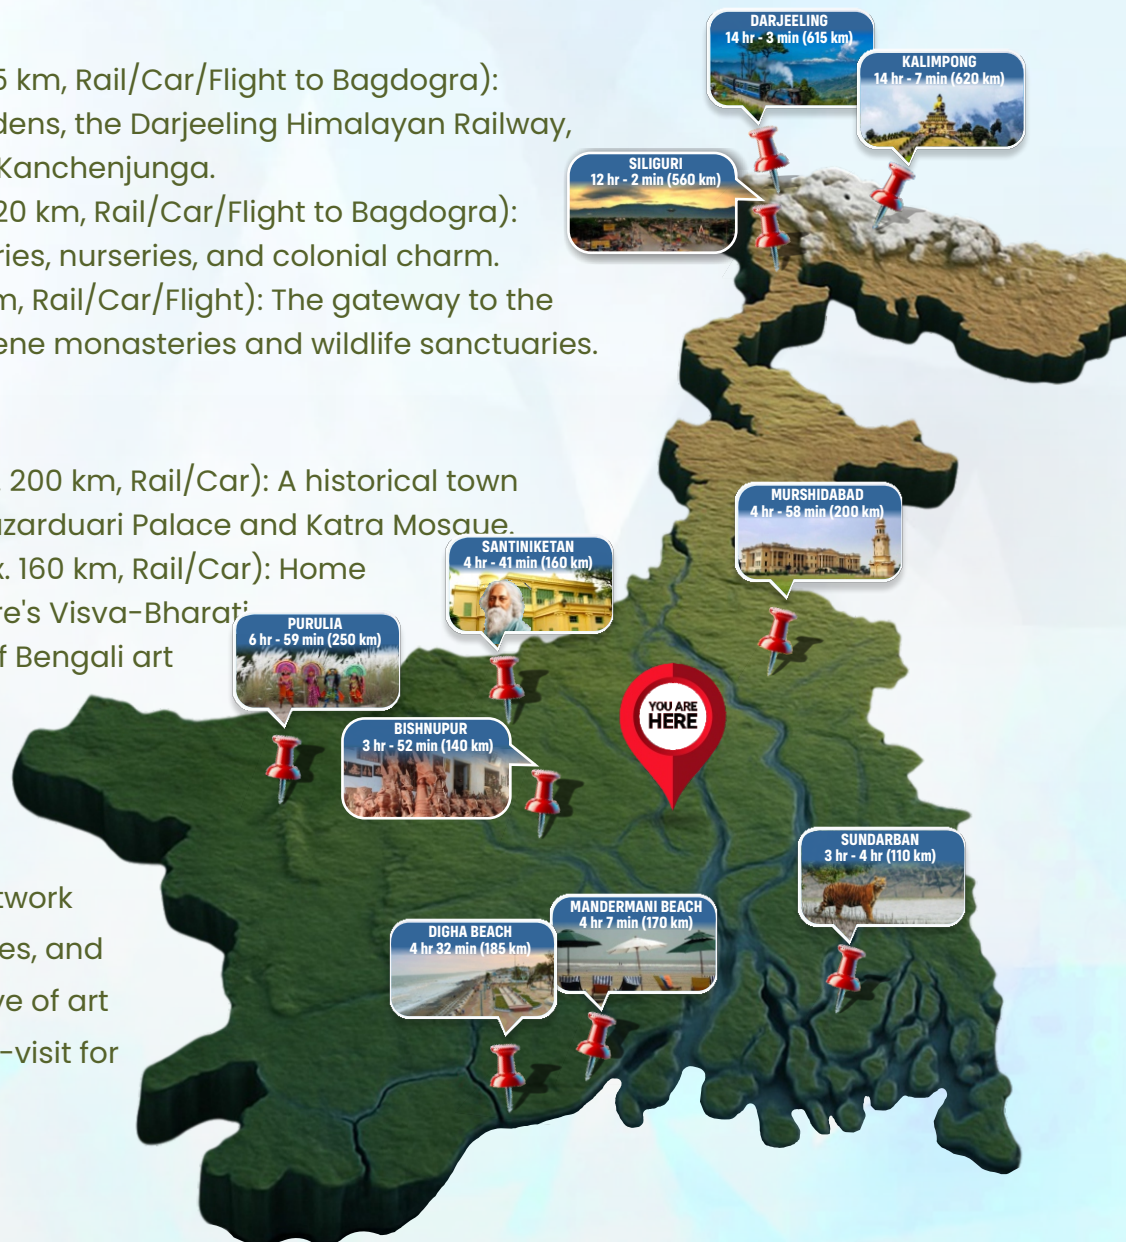 5 km, Rail/Car/Flight to Bagdogra):
dens, the Darjeeling Himalayan Railway,
Kanchenjunga.
20 km, Rail/Car/Flight to Bagdogra):
ries, nurseries, and colonial charm.
m, Rail/Car/Flight): The gateway to the
ene monasteries and wildlife sanctuaries.
200 km, Rail/Car): A historical town
azarduari Palace and Katra Mosque.
x. 160 km, Rail/Car): Home
re's Visva-Bharati
f Bengali art
twork
es, and
ve of art
-visit for
DARJEELING
14 hr - 3 min (615 km)
KALIMPONG
14 hr - 7 min (620 km)
SILIGURI
12 hr - 2 min (560 km)
MURSHIDABAD
4 hr - 58 min (200 km)
SANTINIKETAN
4 hr - 41 min (160 km)
PURULIA
6 hr - 59 min (250 km)
YOU ARE
HERE
BISHNUPUR
3 hr - 52 min (140 km)
SUNDARBAN
3 hr - 4 hr (110 km)
MANDERMANI BEACH
4 hr 7 min (170 km)
DIGHA BEACH
4 hr 32 min (185 km)